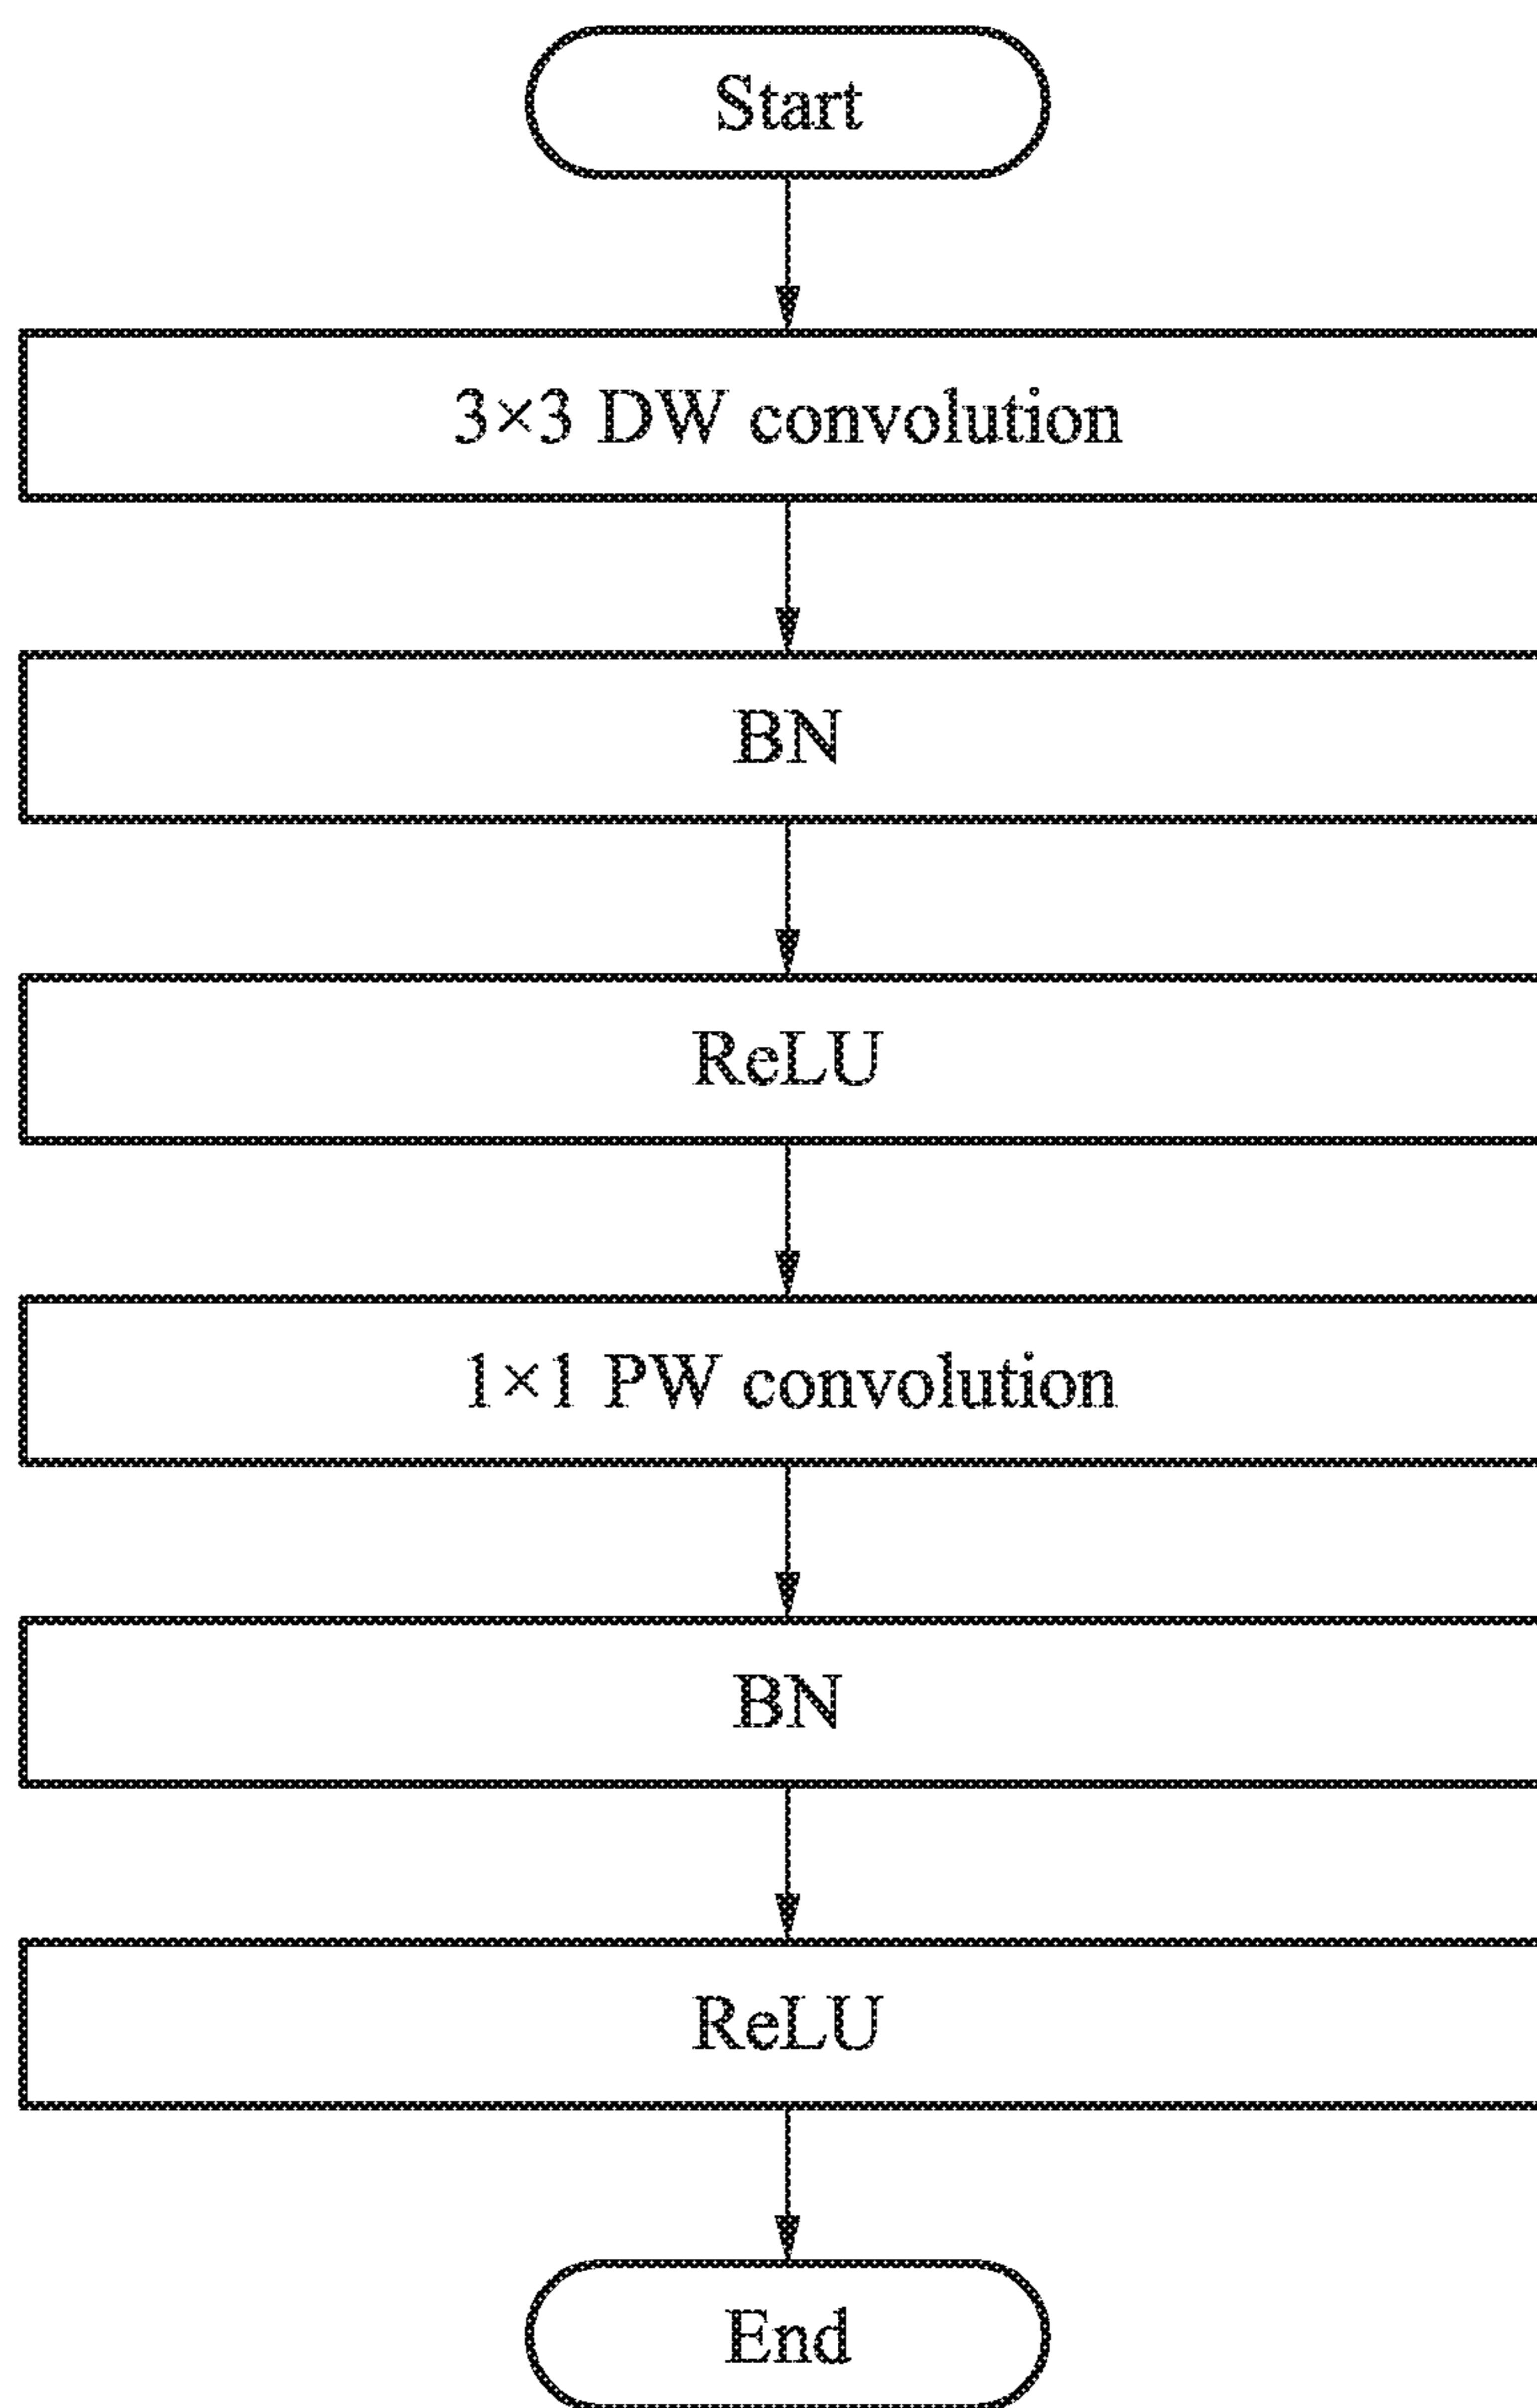 Start
3×3 DW convolution
BN
ReLU
1×1 PW convolution
BN
ReLU
End